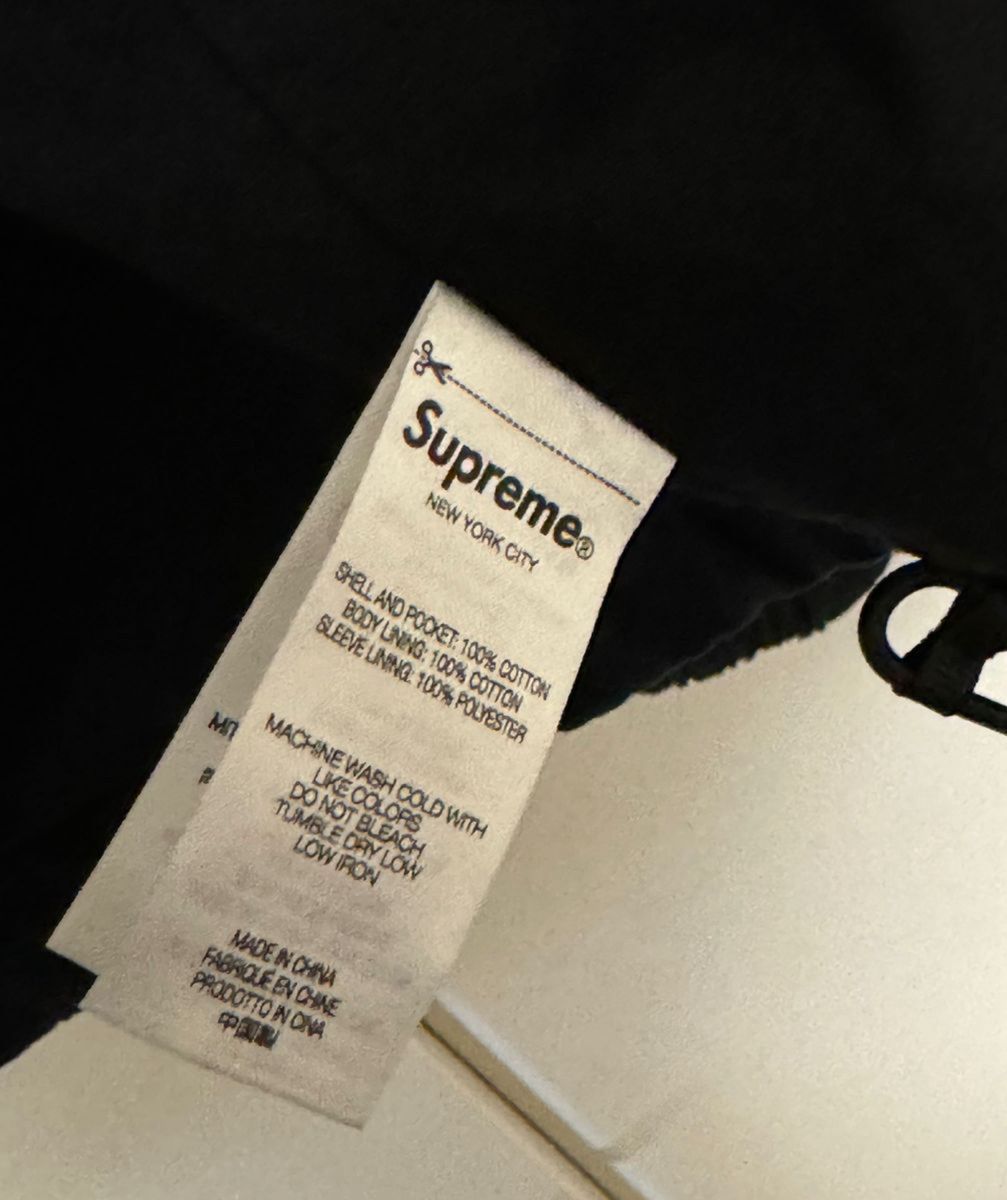 Supreme®
NEW YORK CITY
SHELL AND POCKET: 100% COTTON
BODY LINING: 100% COTTON
SLEEVE LINING: 100% POLYESTER
MACHINE WASH COLD WITH
LIKE COLORS
DO NOT BLEACH
TUMBLE DRY LOW
LOW IRON
MADE IN CHINA
FABRIQUE EN CHINE
PRODOTTO IN CINA